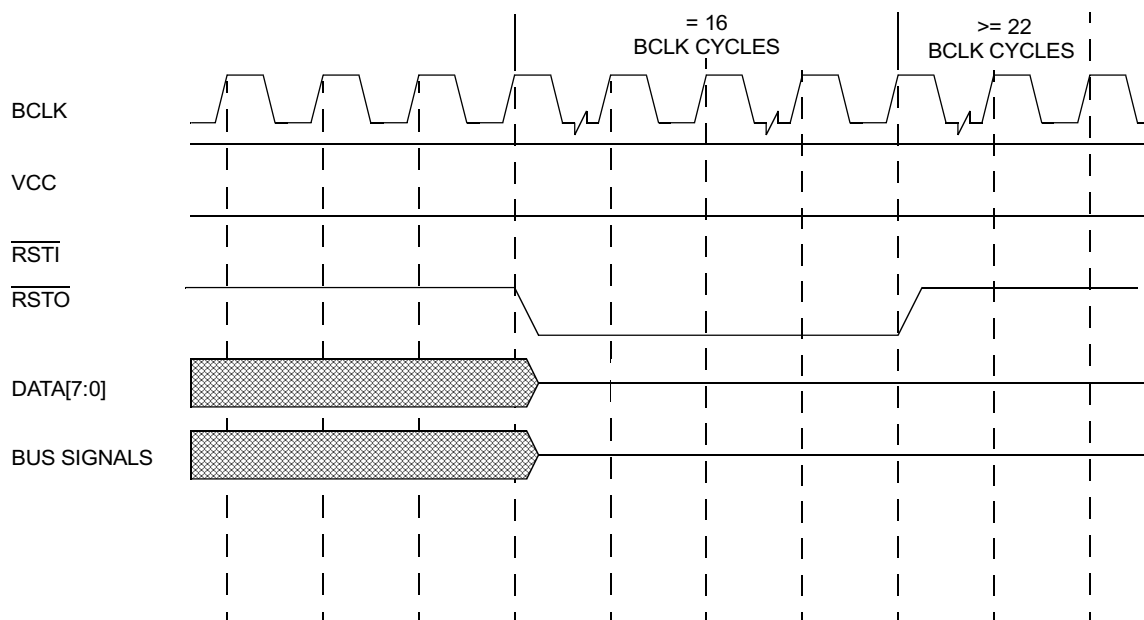 = 16
BCLK CYCLES
>= 22
BCLK CYCLES
BCLK
VCC
RSTI
RSTO
DATA[7:0]
BUS SIGNALS